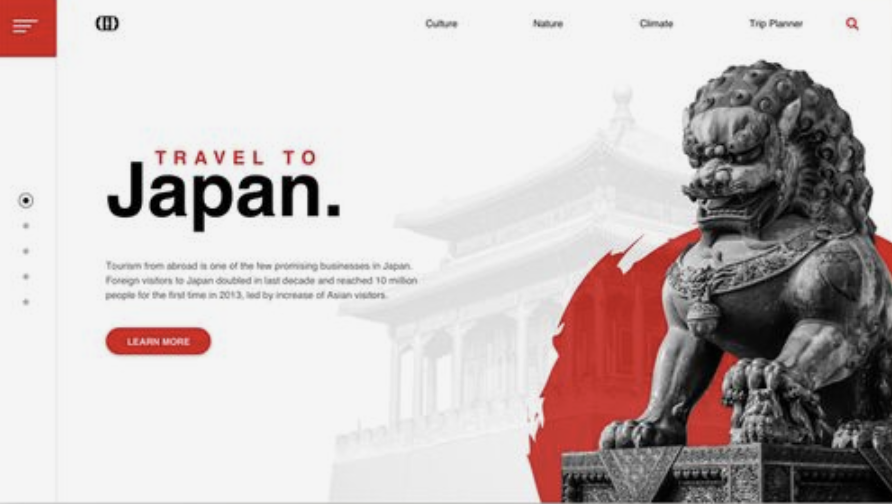 Culture
Nature
Climate
Trip Planner
TRAVEL TO
Japan.
Tourism from abroad is one of the few promising businesses in Japan.
Foreign visitors to Japan doubled in last decade and reached 10 million
people for the first time in 2013, led by increase of Asian visitors.
LEARN MORE